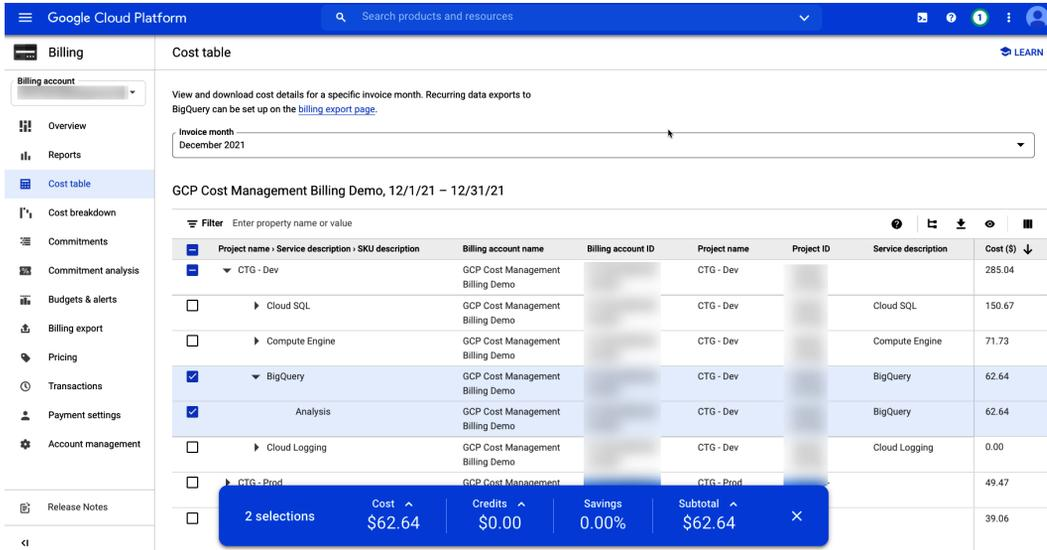 Google Cloud Platform
Search products and resources
1
Billing
Cost table
LEARN
Billing account
View and download cost details for a specific invoice month. Recurring data exports to
BigQuery can be set up on the billing export page.
Overview
Invoice month
December 2021
Reports
Cost table
GCP Cost Management Billing Demo, 12/1/21 – 12/31/21
Cost breakdown
Filter Enter property name or value
Commitments
Project name › Service description › SKU description Billing account name Billing account ID Project name Project ID Service description Cost ($)
Commitment analysis
CTG - Dev GCP Cost Management Billing Demo CTG - Dev 285.04
Budgets & alerts
Cloud SQL GCP Cost Management Billing Demo CTG - Dev Cloud SQL 150.67
Billing export
Compute Engine GCP Cost Management Billing Demo CTG - Dev Compute Engine 71.73
Pricing
BigQuery GCP Cost Management Billing Demo CTG - Dev BigQuery 62.64
Transactions
Analysis GCP Cost Management Billing Demo CTG - Dev BigQuery 62.64
Payment settings
Account management
Cloud Logging GCP Cost Management Billing Demo CTG - Dev Cloud Logging 0.00
CTG - Prod GCP Cost Management CTG - Prod 49.47
Release Notes
2 selections
Cost Credits Savings Subtotal
$62.64 $0.00 0.00% $62.64
39.06